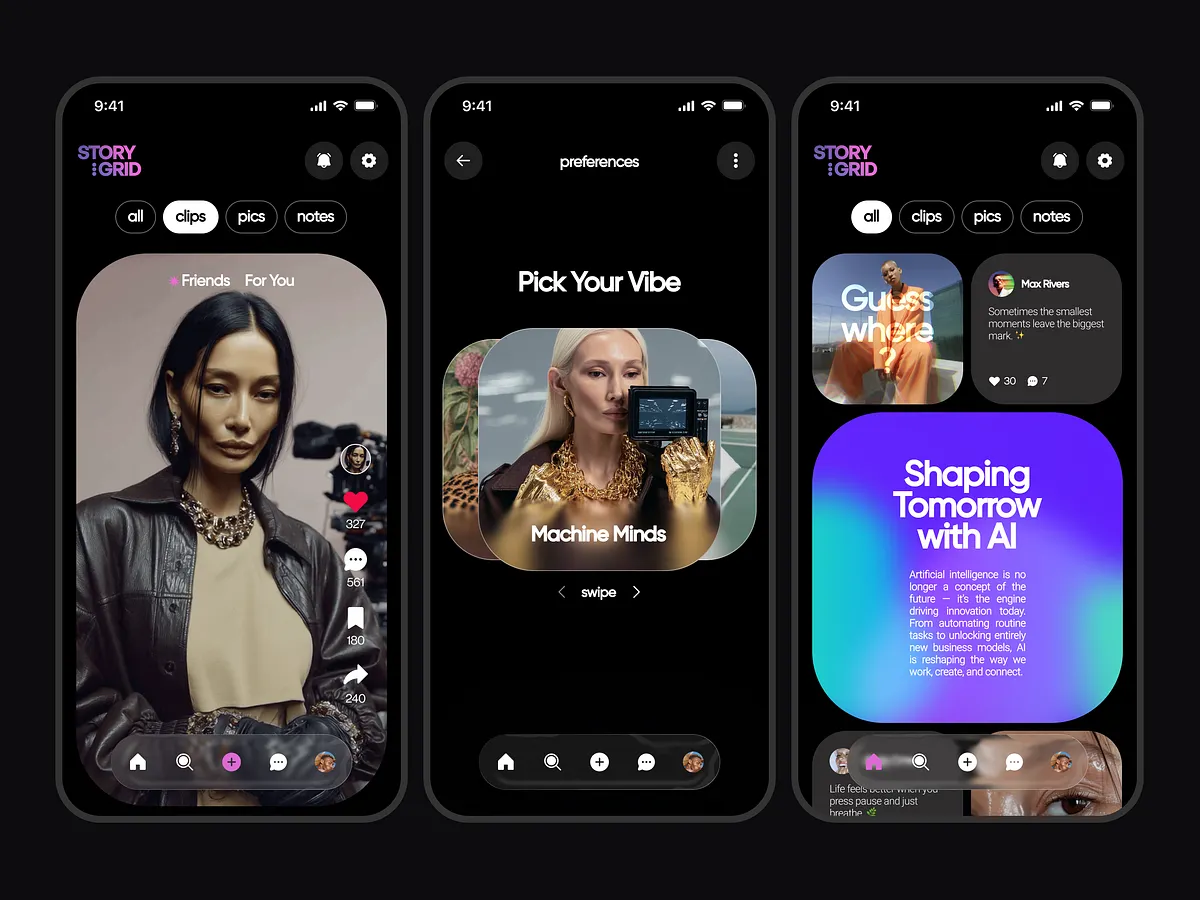 9:41
STORY
GRID
all clips pics notes
Friends For You
327
561
180
240
9:41
preferences
Pick Your Vibe
Machine Minds
swipe
9:41
STORY
GRID
all clips pics notes
Guess
where
?
Max Rivers
Sometimes the smallest
moments leave the biggest
mark. ✨
30 7
Shaping
Tomorrow
with AI
Artificial intelligence is no
longer a concept of the
future — it's the engine
driving innovation today.
From automating routine
tasks to unlocking entirely
new business models, AI
is reshaping the way we
work, create, and connect.
Life feels better when you
press pause and just
breathe 🌿